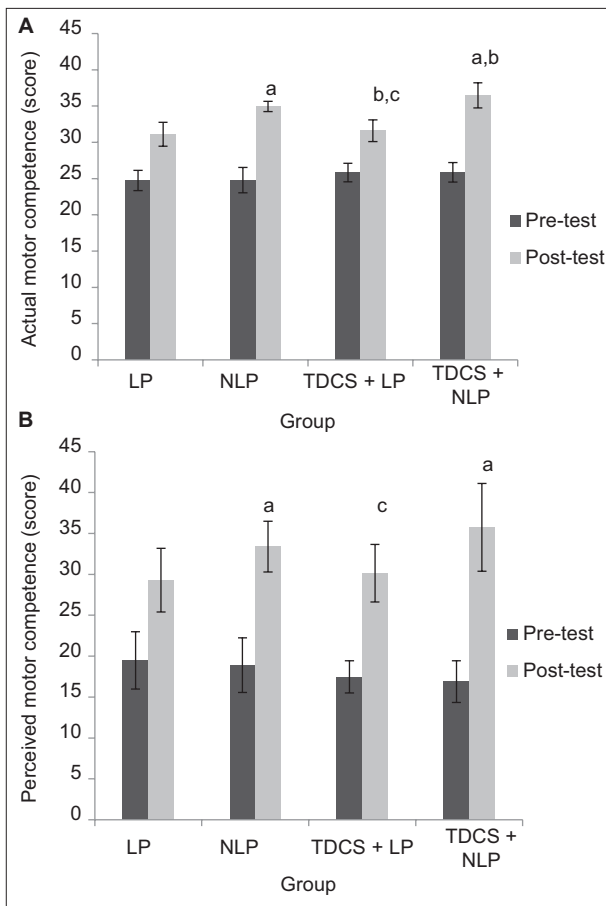 A
Actual motor competence (score)
45
40
35
30
25
20
15
10
5
0
a
b,c
a,b
Pre-test
Post-test
LP
NLP
TDCS + LP
TDCS +
NLP
Group
B
Perceived motor competence (score)
45
40
35
30
25
20
15
10
5
0
a
c
a
Pre-test
Post-test
LP
NLP
TDCS + LP
TDCS +
NLP
Group